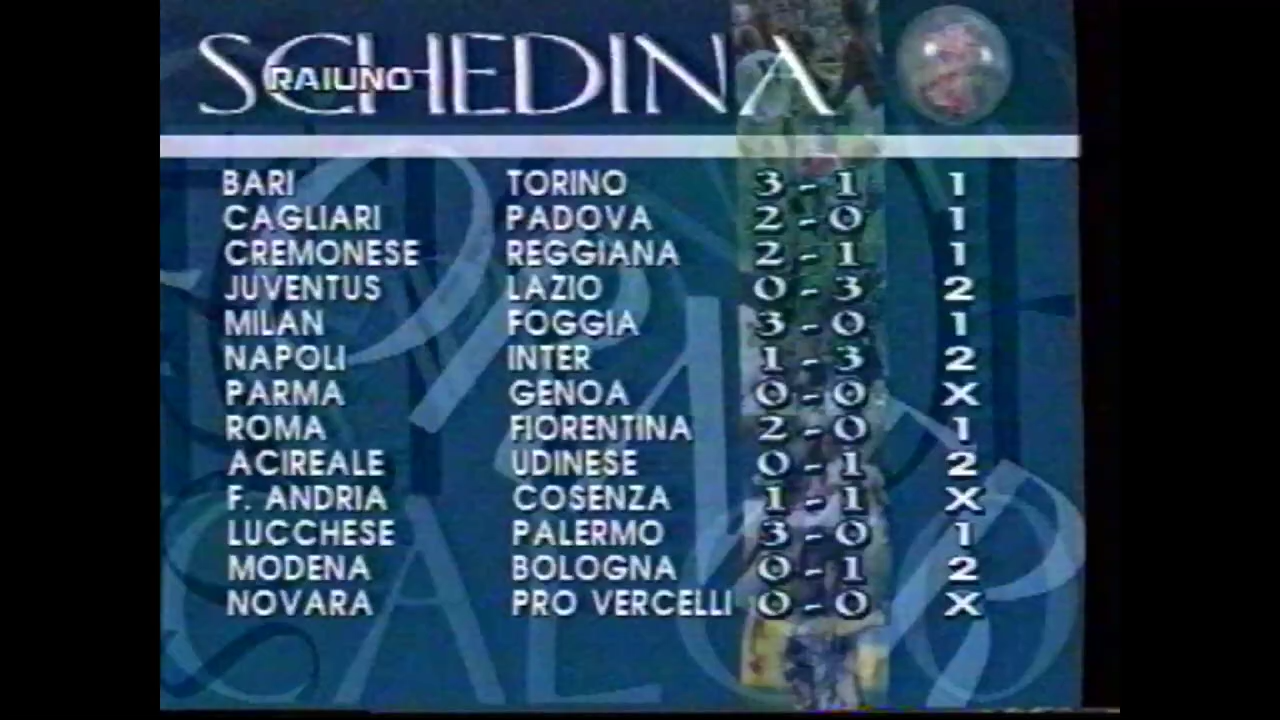 SCHEDINA
RAIUNO
BARI TORINO 3 - 1 1
CAGLIARI PADOVA 2 - 0 1
CREMONESE REGGIANA 2 - 1 1
JUVENTUS LAZIO 0 - 3 2
MILAN FOGGIA 3 - 0 1
NAPOLI INTER 1 - 3 2
PARMA GENOA 0 - 0 X
ROMA FIORENTINA 2 - 0 1
ACIREALE UDINESE 0 - 1 2
F. ANDRIA COSENZA 1 - 1 X
LUCCHESE PALERMO 3 - 0 1
MODENA BOLOGNA 0 - 1 2
NOVARA PRO VERCELLI 0 - 0 X